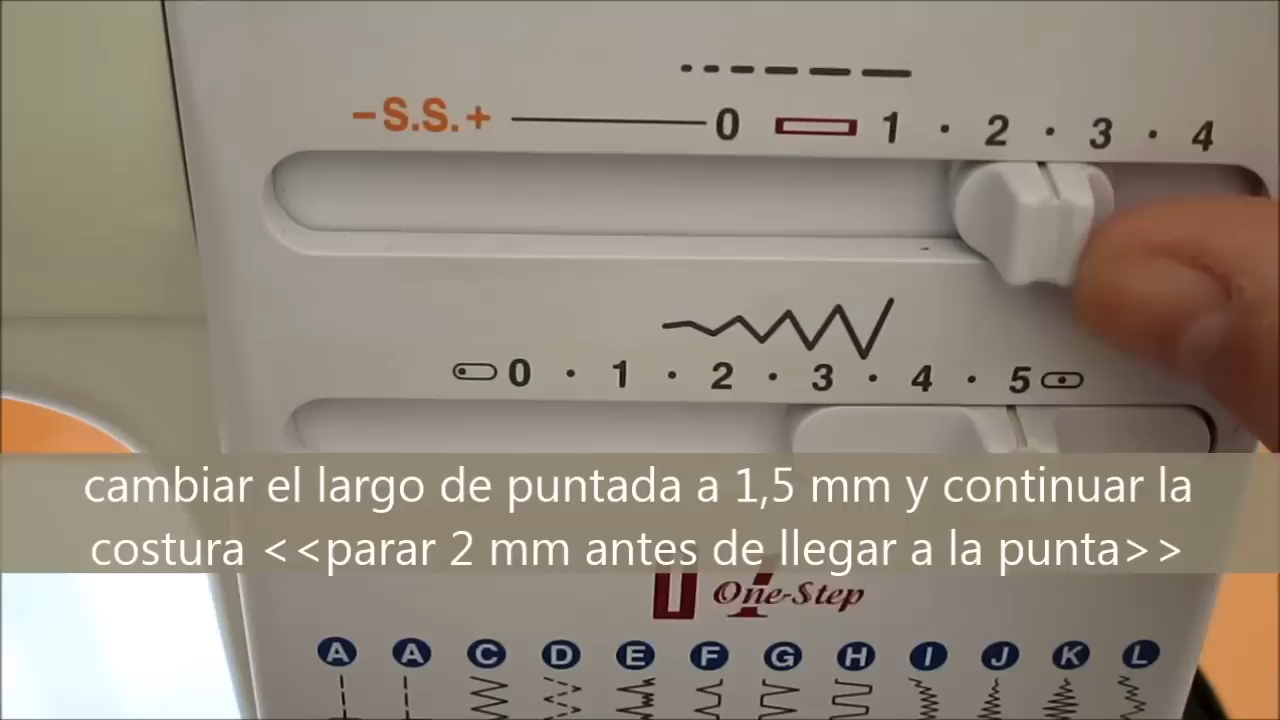 –S.S.+ 0 1 · 2 · 3 · 4
0 · 1 · 2 · 3 · 4 · 5
cambiar el largo de puntada a 1,5 mm y continuar la
costura <<parar 2 mm antes de llegar a la punta>>
1 One-Step
A A C D E F G H I J K L